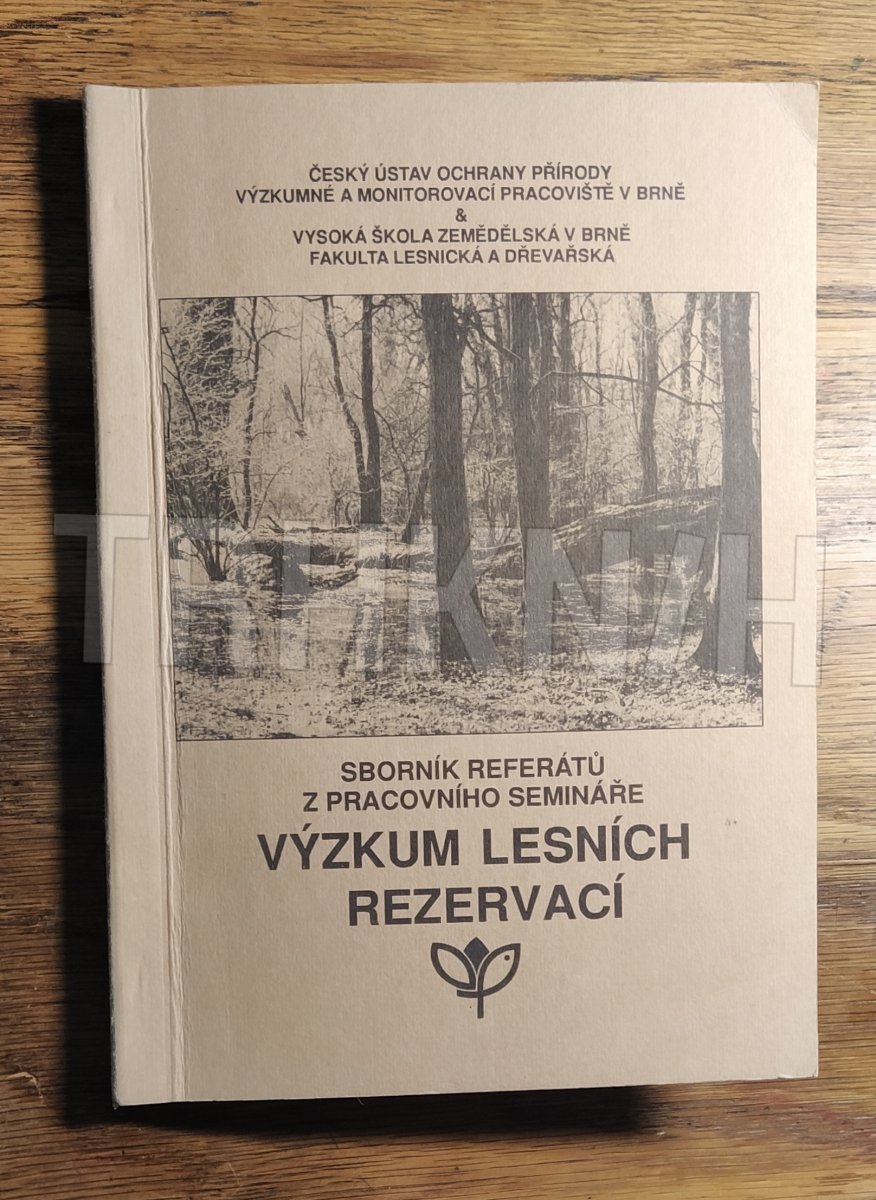 ČESKÝ ÚSTAV OCHRANY PŘÍRODY
VÝZKUMNÉ A MONITOROVACÍ PRACOVIŠTĚ V BRNĚ
&
VYSOKÁ ŠKOLA ZEMĚDĚLSKÁ V BRNĚ
FAKULTA LESNICKÁ A DŘEVAŘSKÁ
SBORNÍK REFERÁTŮ
Z PRACOVNÍHO SEMINÁŘE
VÝZKUM LESNÍCH
REZERVACÍ